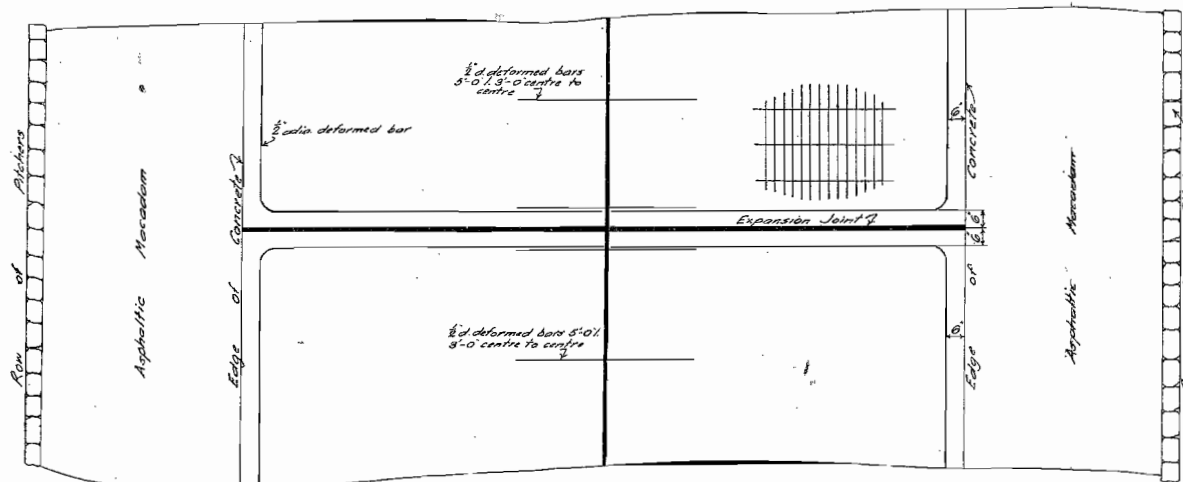 Row of Pitchers
Asphaltic Macadam
Edge of Concrete
½" dia. deformed bar
½" d. deformed bars
5'-0" l. 3'-0" centre to
centre
Expansion Joint
6"
6"
6"
½" d. deformed bars 5'-0" l.
3'-0" centre to centre
6"
Edge of Concrete
Asphaltic Macadam